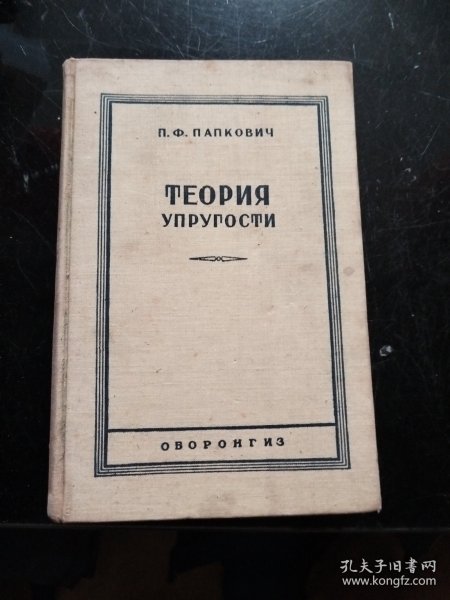 П. Ф. ПАПКОВИЧ
ТЕОРИЯ
УПРУГОСТИ
ОБОРОНГИЗ
孔夫子旧书网
www.kongfz.com